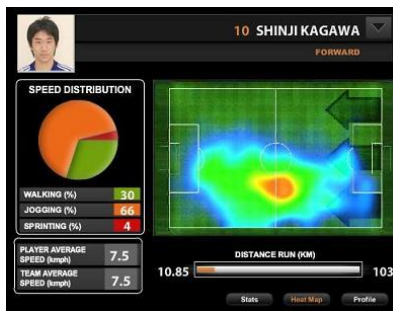 10 SHINJI KAGAWA
FORWARD
SPEED DISTRIBUTION
WALKING (%) 30
JOGGING (%) 66
SPRINTING (%) 4
PLAYER AVERAGE
SPEED (kmph) 7.5
TEAM AVERAGE
SPEED (kmph) 7.5
DISTANCE RUN (KM)
10.85 103
Stats Heat Map Profile